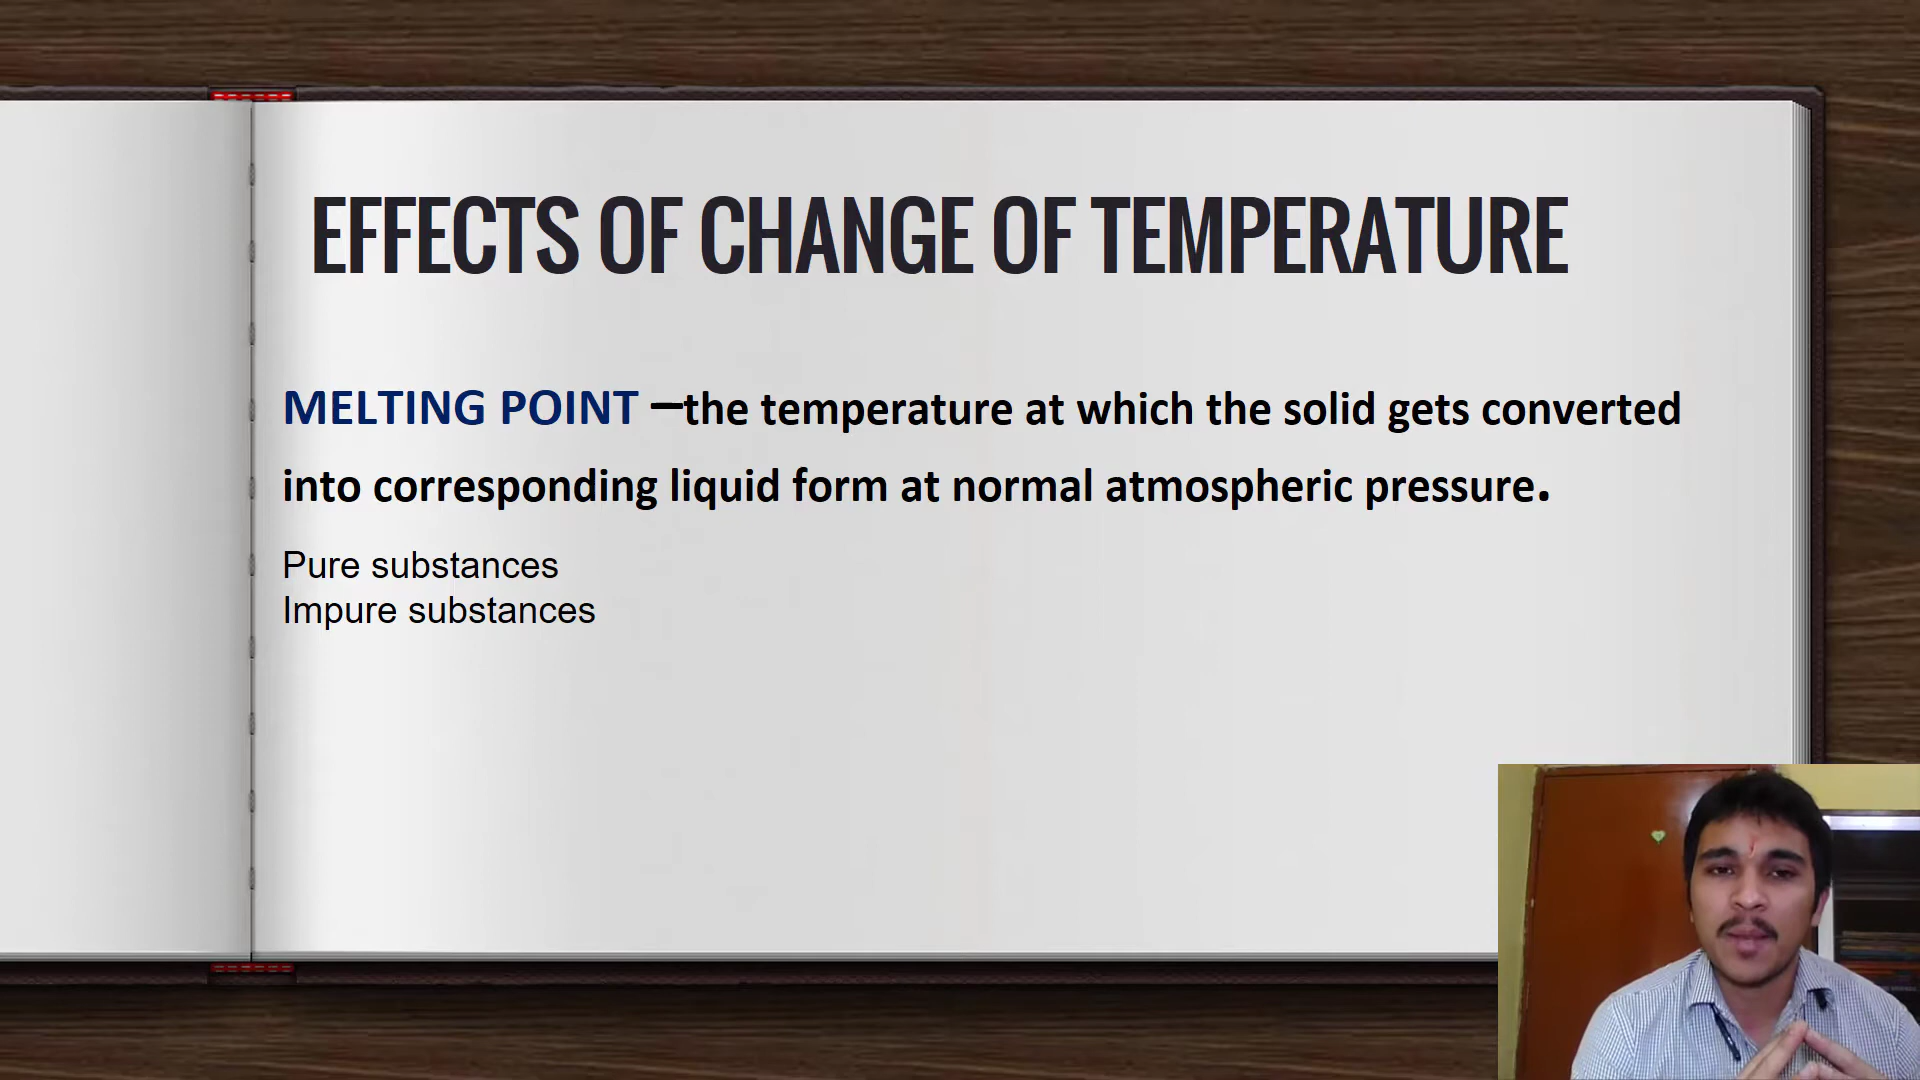 EFFECTS OF CHANGE OF TEMPERATURE
MELTING POINT –the temperature at which the solid gets converted
into corresponding liquid form at normal atmospheric pressure.
Pure substances
Impure substances